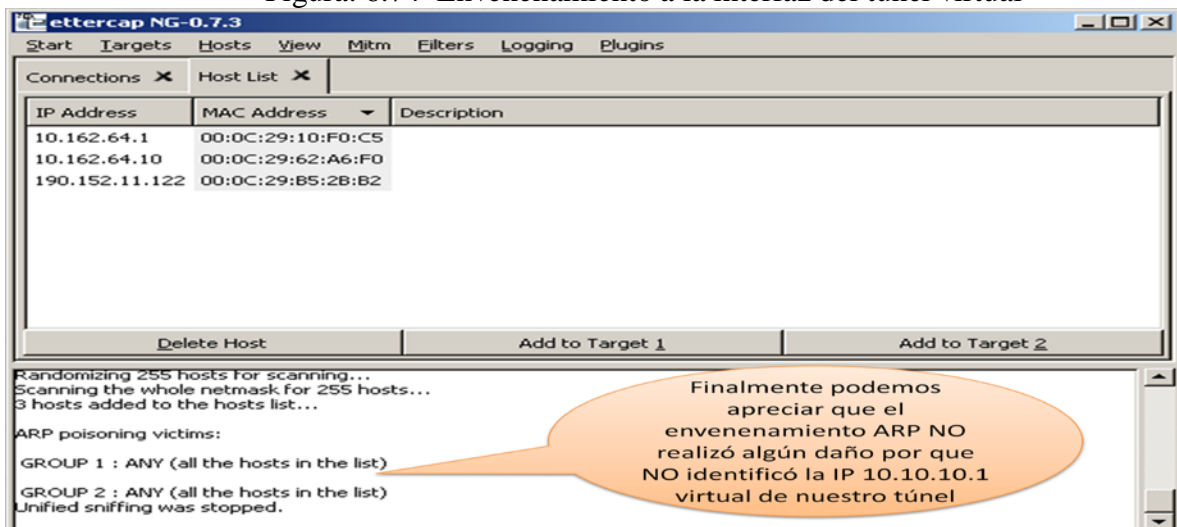 Figura: 6.74 Envenenamiento a la interfaz del túnel virtual
ettercap NG-0.7.3
Start Targets Hosts View Mitm Filters Logging Plugins
Connections Host List
IP Address MAC Address Description
10.162.64.1 00:0C:29:10:F0:C5
10.162.64.10 00:0C:29:62:A6:F0
190.152.11.122 00:0C:29:B5:2B:B2
Delete Host Add to Target 1 Add to Target 2
Randomizing 255 hosts for scanning...
Scanning the whole netmask for 255 hosts...
3 hosts added to the hosts list...
ARP poisoning victims:
GROUP 1 : ANY (all the hosts in the list)
GROUP 2 : ANY (all the hosts in the list)
Unified sniffing was stopped.
Finalmente podemos
apreciar que el
envenenamiento ARP NO
realizó algún daño por que
NO identificó la IP 10.10.10.1
virtual de nuestro túnel